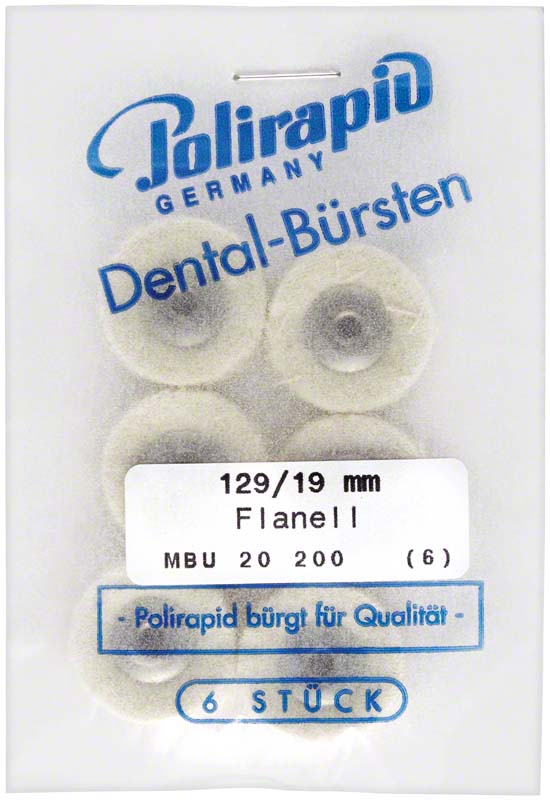 Polirapid
GERMANY
Dental-Bürsten
129/19 mm
Flanell
MBU 20 200 (6)
- Polirapid bürgt für Qualität -
6 STÜCK